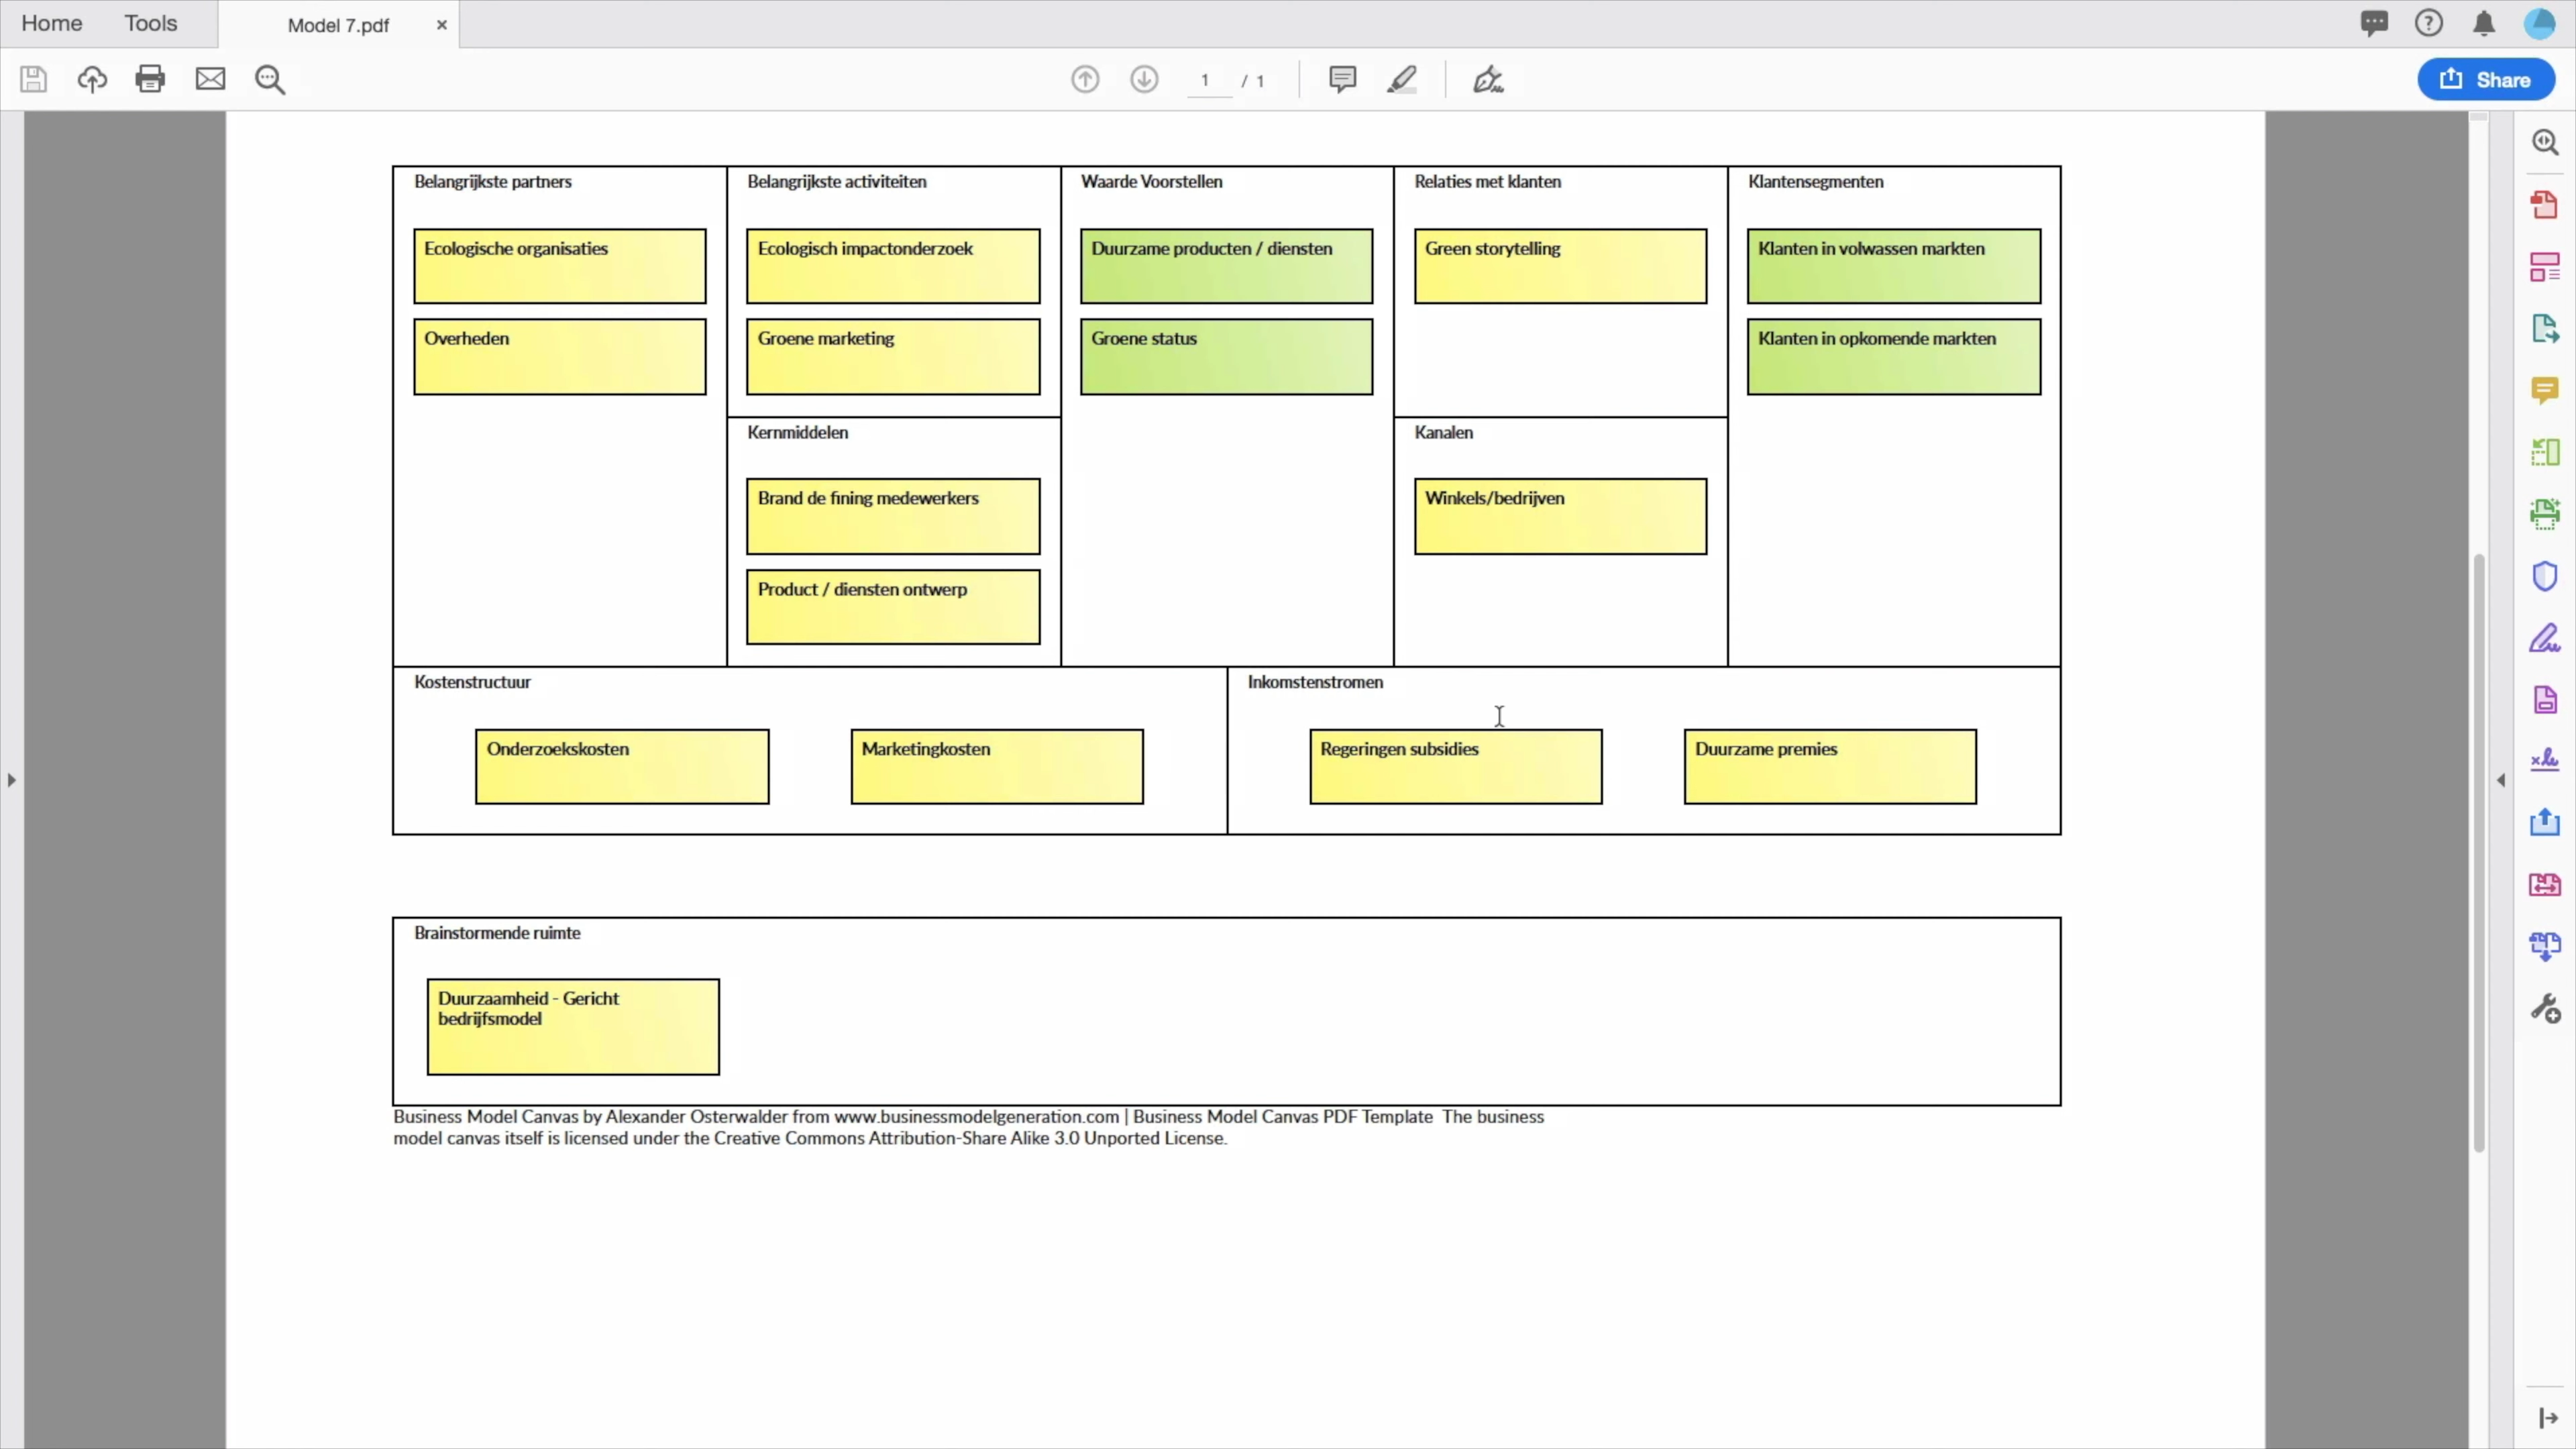 Home
Tools
Model 7.pdf
1 / 1
Share
Belangrijkste partners
Ecologische organisaties
Overheden
Belangrijkste activiteiten
Ecologisch impactonderzoek
Groene marketing
Kernmiddelen
Brand de fining medewerkers
Product / diensten ontwerp
Waarde Voorstellen
Duurzame producten / diensten
Groene status
Relaties met klanten
Green storytelling
Kanalen
Winkels/bedrijven
Klantensegmenten
Klanten in volwassen markten
Klanten in opkomende markten
Kostenstructuur
Onderzoekskosten
Marketingkosten
Inkomstenstromen
Regeringen subsidies
Duurzame premies
Brainstormende ruimte
Duurzaamheid - Gericht
bedrijfsmodel
Business Model Canvas by Alexander Osterwalder from www.businessmodelgeneration.com | Business Model Canvas PDF Template The business
model canvas itself is licensed under the Creative Commons Attribution-Share Alike 3.0 Unported License.